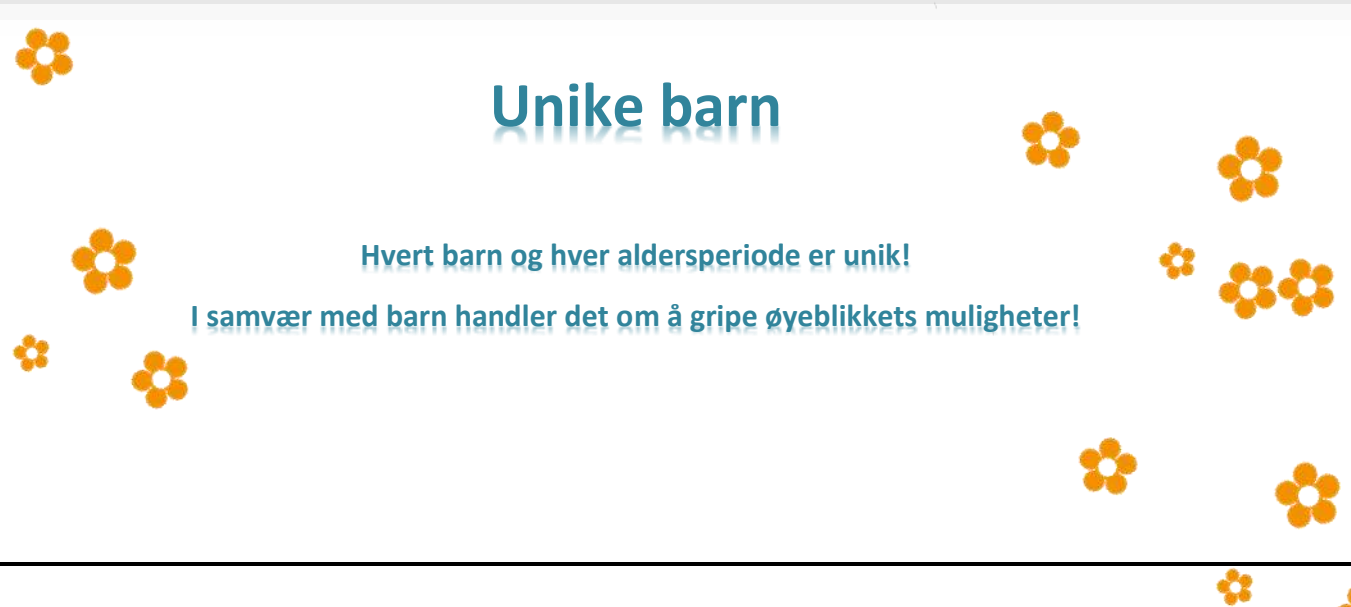 Unike barn
Hvert barn og hver aldersperiode er unik!
I samvær med barn handler det om å gripe øyeblikkets muligheter!